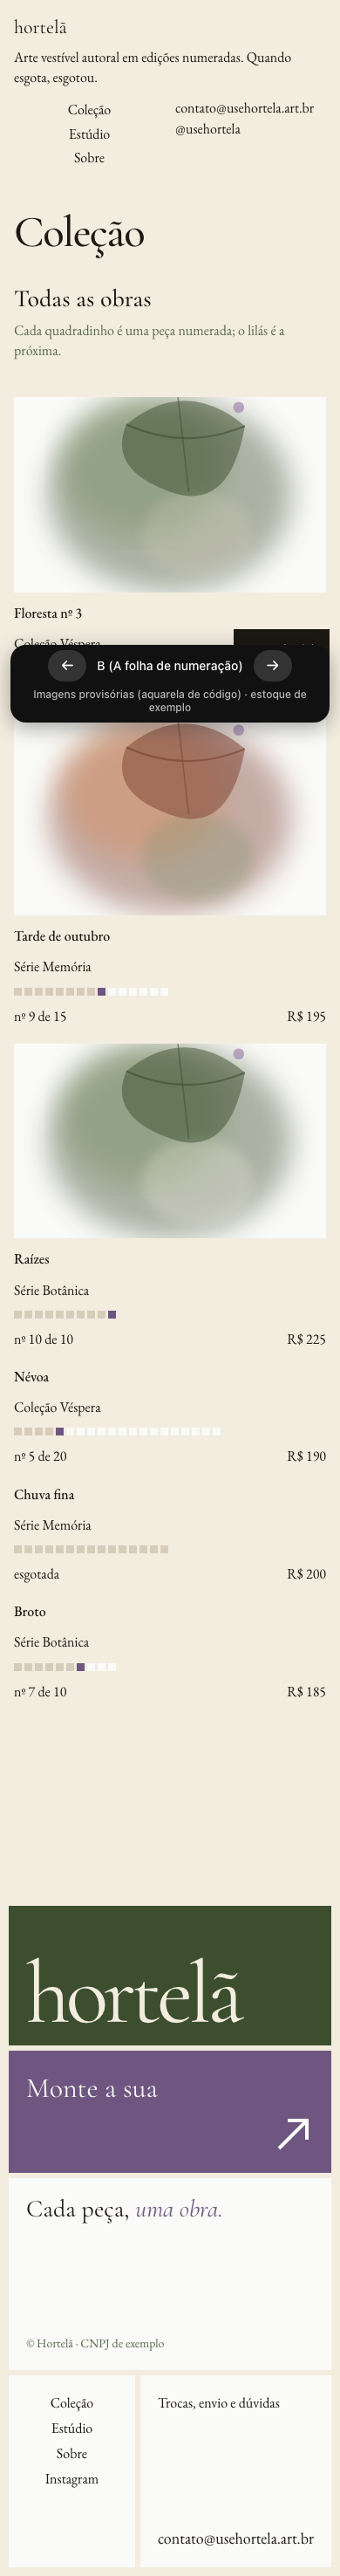 hortelã
Arte vestível autoral em edições numeradas. Quando
esgota, esgotou.
Coleção
Estúdio
Sobre
contato@usehortela.art.br
@usehortela
Coleção
Todas as obras
Cada quadradinho é uma peça numerada; o lilás é a
próxima.
Floresta nº 3
Coleção Véspera
B (A folha de numeração)
Imagens provisórias (aquarela de código) · estoque de
exemplo
Tarde de outubro
Série Memória
nº 9 de 15
R$ 195
Raízes
Série Botânica
nº 10 de 10
R$ 225
Névoa
Coleção Véspera
nº 5 de 20
R$ 190
Chuva fina
Série Memória
esgotada
R$ 200
Broto
Série Botânica
nº 7 de 10
R$ 185
hortelã
Monte a sua
Cada peça, uma obra.
© Hortelã · CNPJ de exemplo
Coleção
Estúdio
Sobre
Instagram
Trocas, envio e dúvidas
contato@usehortela.art.br